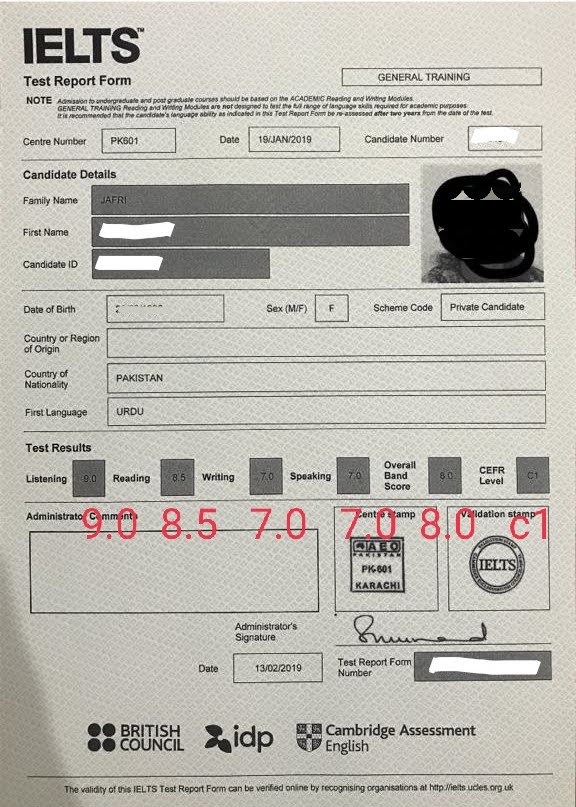 IELTS™
Test Report Form
GENERAL TRAINING
NOTE Admission to undergraduate and post graduate courses should be based on the ACADEMIC Reading and Writing Modules.
GENERAL TRAINING Reading and Writing Modules are not designed to test the full range of language skills required for academic purposes.
It is recommended that the candidate's language ability as indicated in this Test Report Form be re-assessed after two years from the date of the test.
Centre Number PK601 Date 19/JAN/2019 Candidate Number
Candidate Details
Family Name JAFRI
First Name
Candidate ID
Date of Birth Sex (M/F) F Scheme Code Private Candidate
Country or Region
of Origin
Country of
Nationality PAKISTAN
First Language URDU
Test Results
Listening 9.0 Reading 8.5 Writing 7.0 Speaking 7.0 Overall Band Score 8.0 CEFR Level C1
Administrator Comments Centre stamp Validation stamp
9.0 8.5 7.0 7.0 8.0 c1
AEO
PAKISTAN
PK-601
KARACHI
IELTS
Administrator's
Signature
Date 13/02/2019 Test Report Form
Number
BRITISH
COUNCIL
idp
Cambridge Assessment
English
The validity of this IELTS Test Report Form can be verified online by recognising organisations at http://ielts.ucles.org.uk